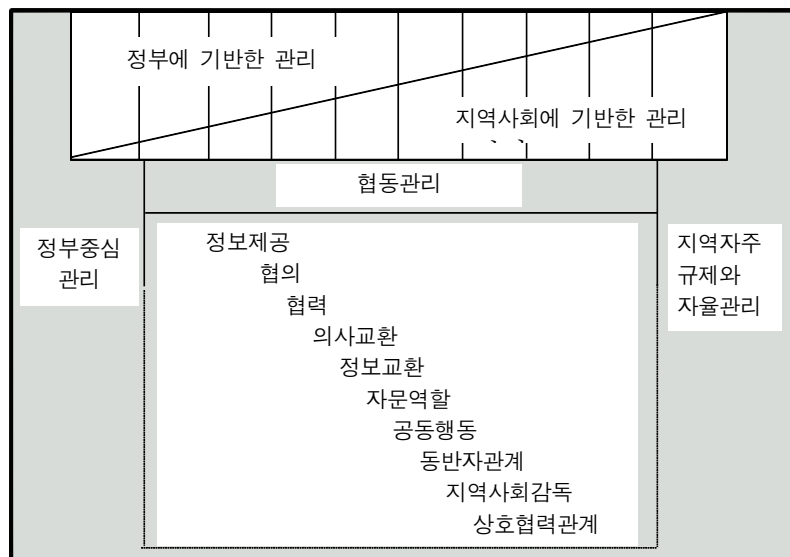 정부에 기반한 관리
지역사회에 기반한 관리
협동관리
정부중심
관리
지역자주
규제와
자율관리
정보제공
협의
협력
의사교환
정보교환
자문역할
공동행동
동반자관계
지역사회감독
상호협력관계